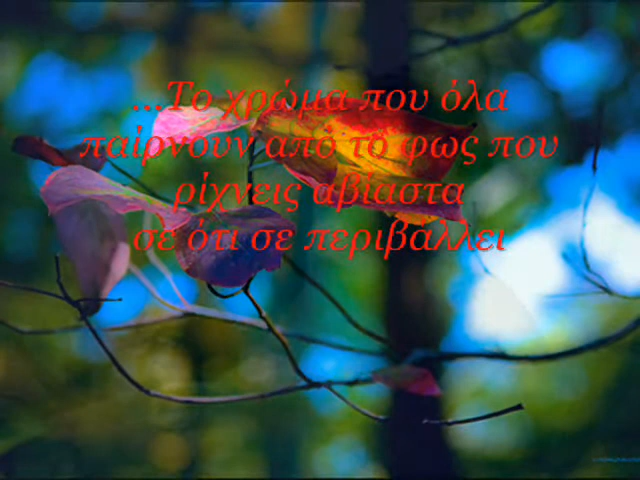 ...Το χρώμα που όλα
παίρνουν από το φως που
ρίχνεις αβίαστα
σε ότι σε περιβάλλει